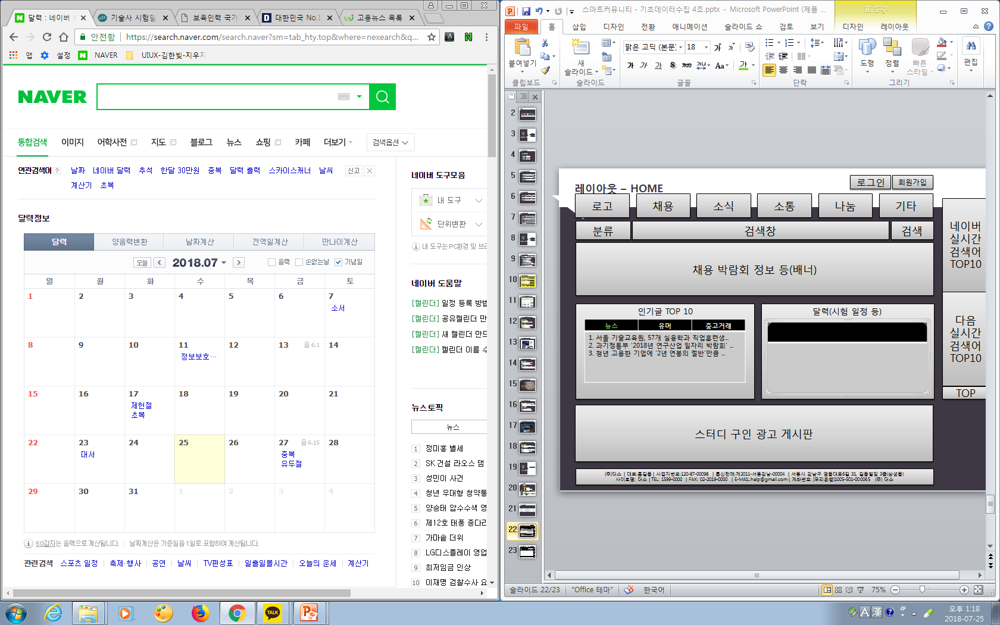 달력 : 네이버
기술사 시험일
보육인력 국가
대한민국 No.1
고용뉴스 목록
안전함
https://search.naver.com/search.naver?sm=tab_hty.top&where=nexearch&q...
앱
설정
NAVER
UIUX-김한빛-지우지
NAVER
통합검색 이미지 어학사전 지도 블로그 뉴스 쇼핑 카페 더보기
검색옵션
연관검색어 ?
날짜 네이버 달력 추석 한달 30만원 중복 달력 출력 스카이스캐너 날씨
계산기 초복
신고
달력정보
달력 양음력변환 날짜계산 전역일계산 만나이계산
오늘 2018.07
음력 손없는날 기념일
일 월 화 수 목 금 토
1 2 3 4 5 6 7
소서
8 9 10 11 12 13 음 6.1 14
정보보호…
15 16 17 18 19 20 21
제헌절
초복
22 23 24 25 26 27 음 6.15 28
대서 중복
유두절
29 30 31 1 2 3 4
60갑자는 음력으로 계산됩니다. 날짜계산은 기준일을 1일로 포함하여 계산됩니다.
관련검색 스포츠 일정 축제·행사 공연 날씨 TV편성표 일출일몰시간 오늘의 운세 계산기
네이버 도구모음
내 도구
단위변환
내 도구는 PC환경 및 브라
네이버 도움말
[캘린더] 일정 등록 방법
[캘린더] 공유캘린더 만
[캘린더] 새 캘린더 만드
[캘린더] 캘린더 이름 수
뉴스토픽
뉴스
1 정미홍 별세
2 SK건설 라오스 댐
3 성민이 사건
4 청년 우대형 청약통
5 양승태 압수수색 영
6 제12호 태풍 종다리
7 가마솥 더위
8 LG디스플레이 영업
9 최저임금 인상
10 이재명 검찰수사 요
스마트커뮤니티 - 기초데이터수집 4조.pptx - Microsoft PowerPoint (제품 ...
표 도구
파일 홈 삽입 디자인 전환 애니메이션 슬라이드 쇼 검토 보기 디자인 레이아웃
붙여넣기
클립보드
새
슬라이드
슬라이드
맑은 고딕 (본문) 18
가 가 가 S abc 가나 Aa 가
글꼴
단락
도형
정렬
빠른
스타일
그리기
편집
2
3
4
5
6
7
8
9
10
11
12
13
14
15
16
17
18
19
20
21
22
23
레이아웃 – HOME
로그인 회원가입
로고 채용 소식 소통 나눔 기타
분류 검색창 검색
채용 박람회 정보 등(배너)
인기글 TOP 10
뉴스 유머 중고거래
1. 서울 기술교육원, 57개 실용학과 직업훈련생...
2. 과기정통부 '2018년 연구산업 일자리 박람회' ...
3. 청년 고용한 기업에 '2년 연봉의 절반'만큼 ...
달력(시험 일정 등)
네이버
실시간
검색어
TOP10
다음
실시간
검색어
TOP10
TOP
스터디 구인 광고 게시판
(주)더스 | 대표:홍길동 | 사업자번호:120-87-00098 | 통신판매:제2011-서울강남-00004 | 서울시 강남구 영동대로6길 31, 길동빌딩 3층(삼성동)
사이트명: 더스 | TEL: 1599-0000 | FAX: 02-2019-0000 | E-MAIL:help@gmail.com | 계좌번호: [우리은행]1005-501-000065 (주) 더스
슬라이드 22/23
"Office 테마"
한국어
75%
TALK
A 漢
오후 1:18
2018-07-25